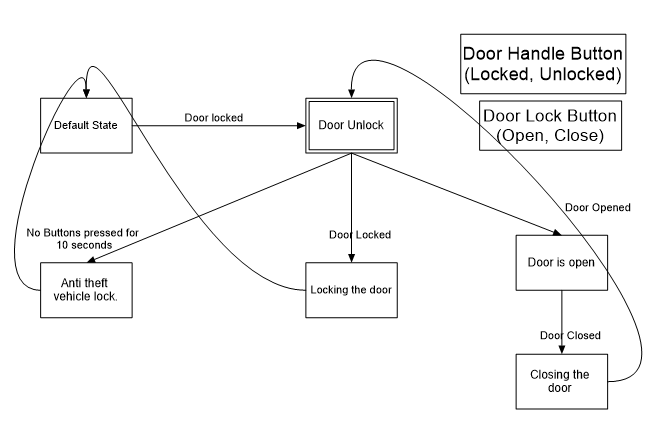 Door Handle Button
(Locked, Unlocked)
Door Lock Button
(Open, Close)
Default State
Door locked
Door Unlock
Door Opened
No Buttons pressed for
10 seconds
Door Locked
Anti theft
vehicle lock.
Locking the door
Door is open
Door Closed
Closing the
door